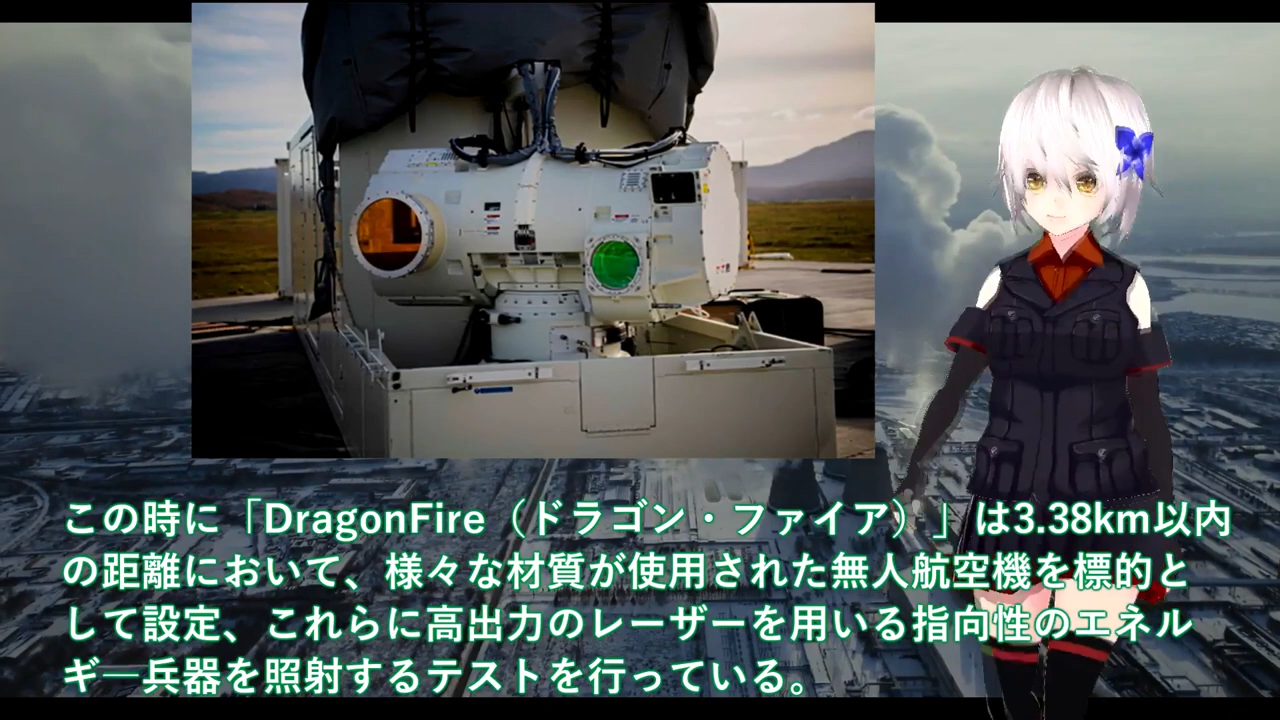 この時に「DragonFire（ドラゴン・ファイア）」は3.38km以内
の距離において、様々な材質が使用された無人航空機を標的と
して設定、これらに高出力のレーザーを用いる指向性のエネル
ギ―兵器を照射するテストを行っている。